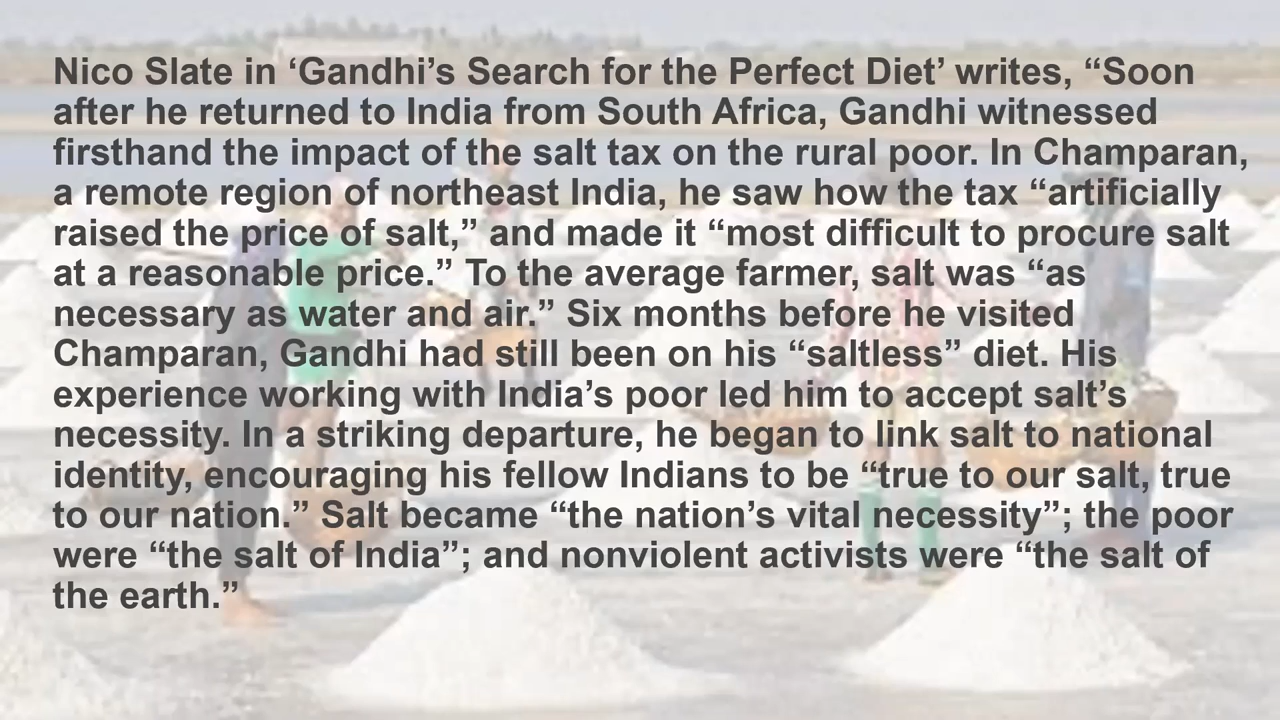 Nico Slate in ‘Gandhi’s Search for the Perfect Diet’ writes, “Soon
after he returned to India from South Africa, Gandhi witnessed
firsthand the impact of the salt tax on the rural poor. In Champaran,
a remote region of northeast India, he saw how the tax “artificially
raised the price of salt,” and made it “most difficult to procure salt
at a reasonable price.” To the average farmer, salt was “as
necessary as water and air.” Six months before he visited
Champaran, Gandhi had still been on his “saltless” diet. His
experience working with India’s poor led him to accept salt’s
necessity. In a striking departure, he began to link salt to national
identity, encouraging his fellow Indians to be “true to our salt, true
to our nation.” Salt became “the nation’s vital necessity”; the poor
were “the salt of India”; and nonviolent activists were “the salt of
the earth.”